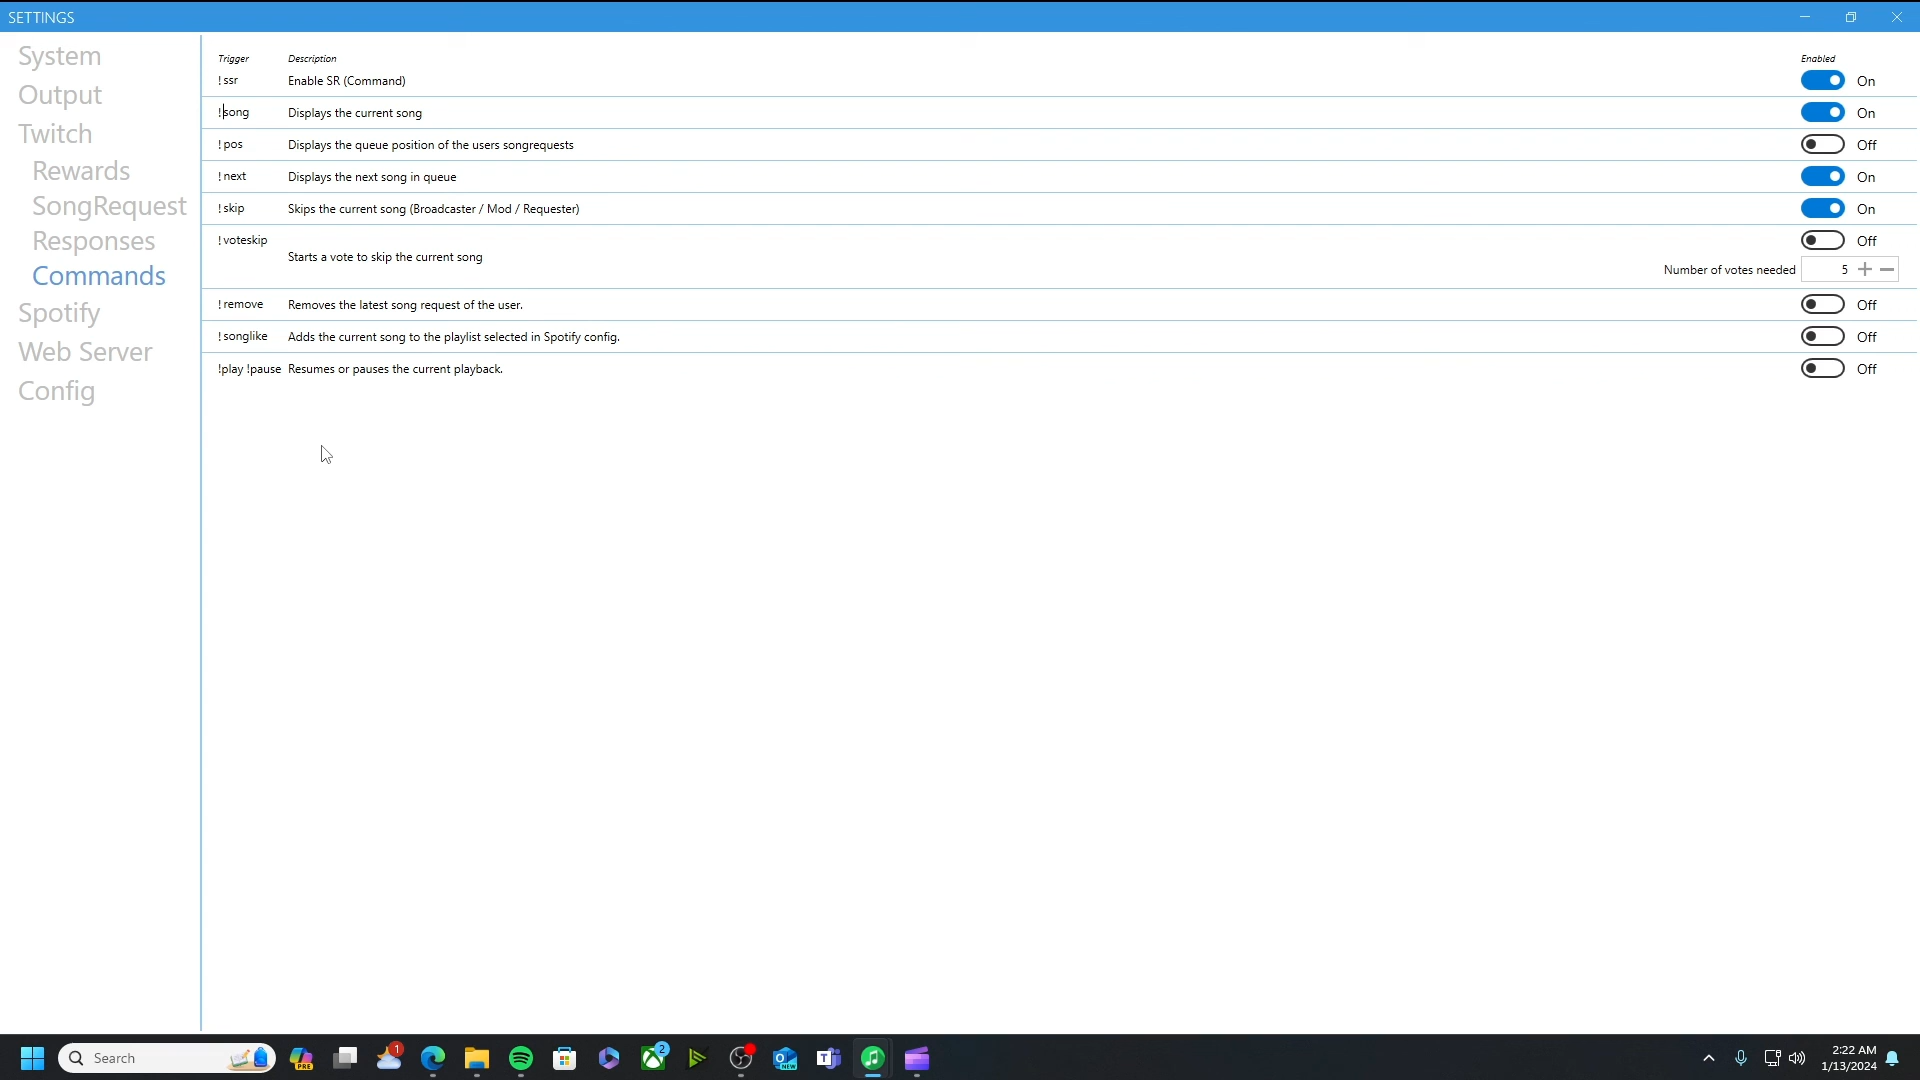 SETTINGS
System
Output
Twitch
Rewards
SongRequest
Responses
Commands
Spotify
Web Server
Config
Trigger Description Enabled
!ssr Enable SR (Command) On
!song Displays the current song On
!pos Displays the queue position of the users songrequests Off
!next Displays the next song in queue On
!skip Skips the current song (Broadcaster / Mod / Requester) On
!voteskip Off
Starts a vote to skip the current song
Number of votes needed 5
!remove Removes the latest song request of the user. Off
!songlike Adds the current song to the playlist selected in Spotify config. Off
!play !pause Resumes or pauses the current playback. Off
Search
PRE
1
2
NEW
2:22 AM
1/13/2024